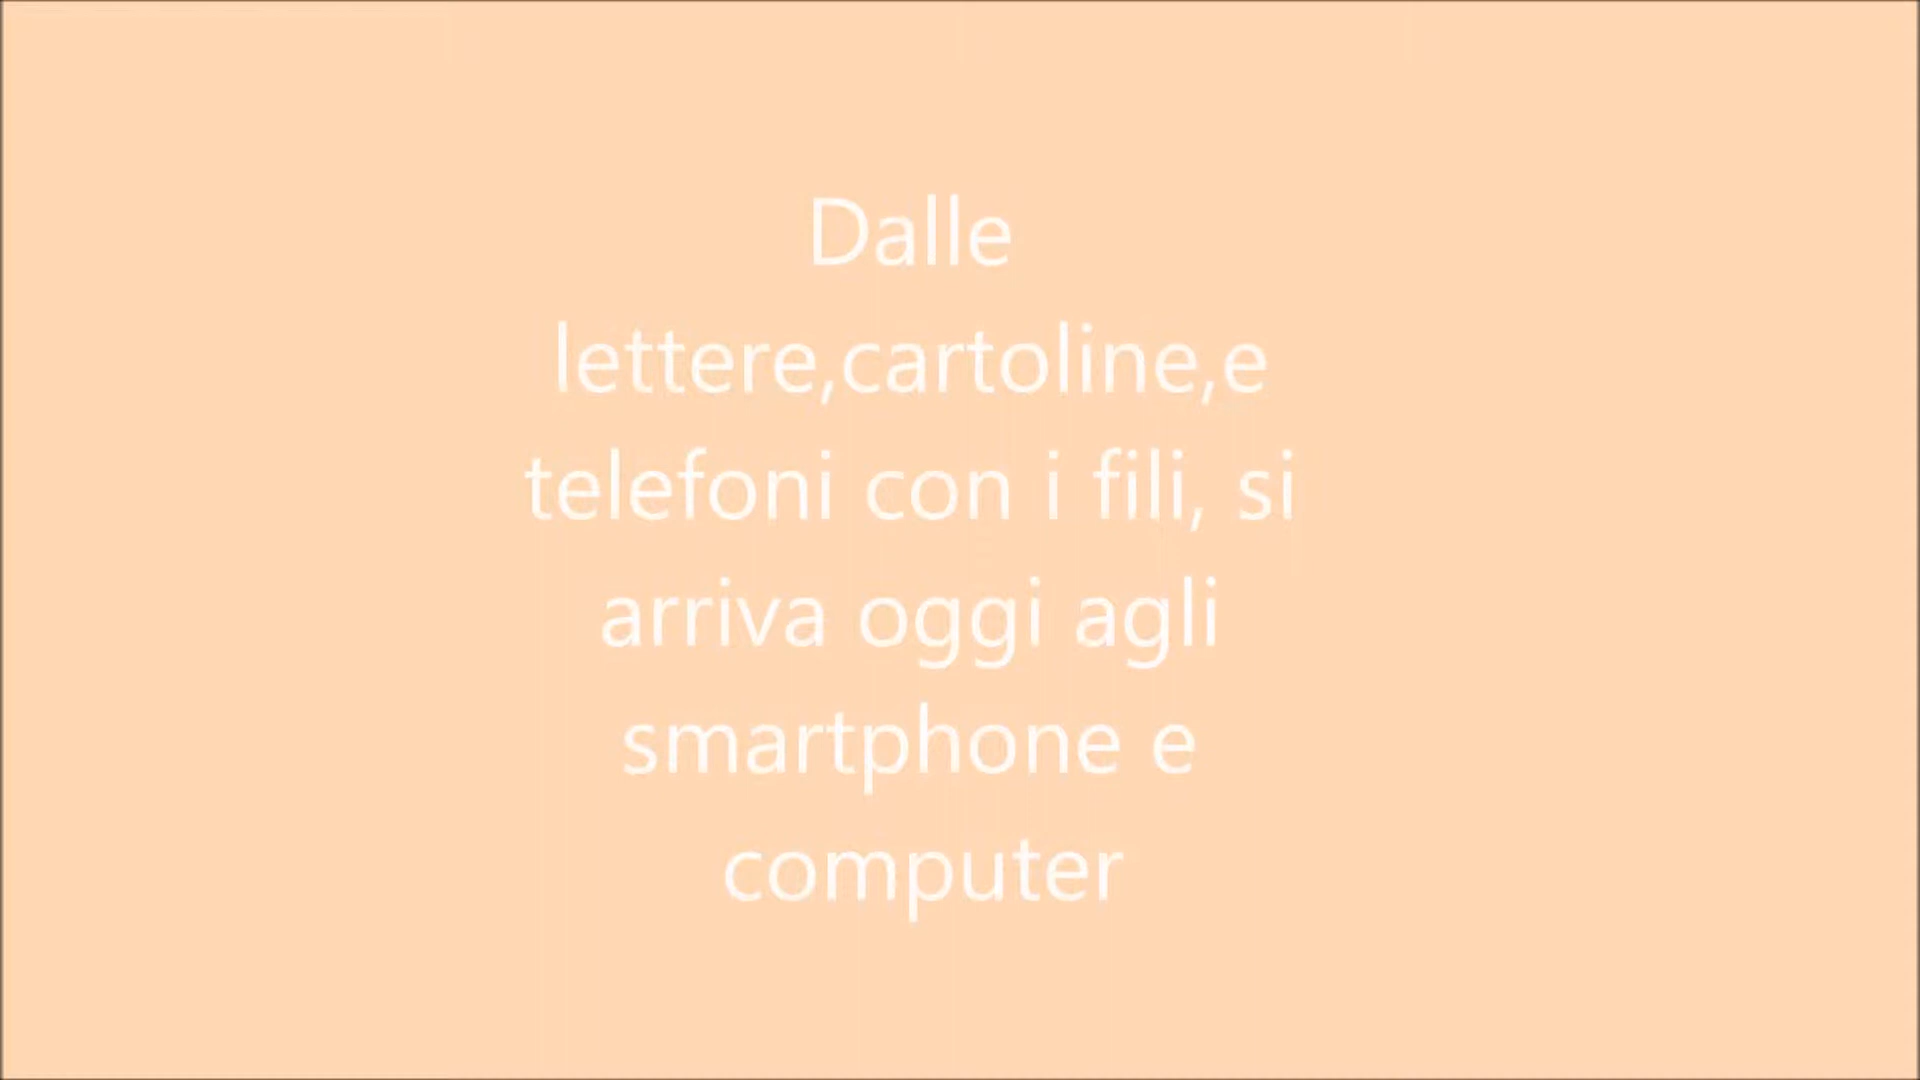 Dalle
lettere,cartoline,e
telefoni con i fili, si
arriva oggi agli
smartphone e
computer